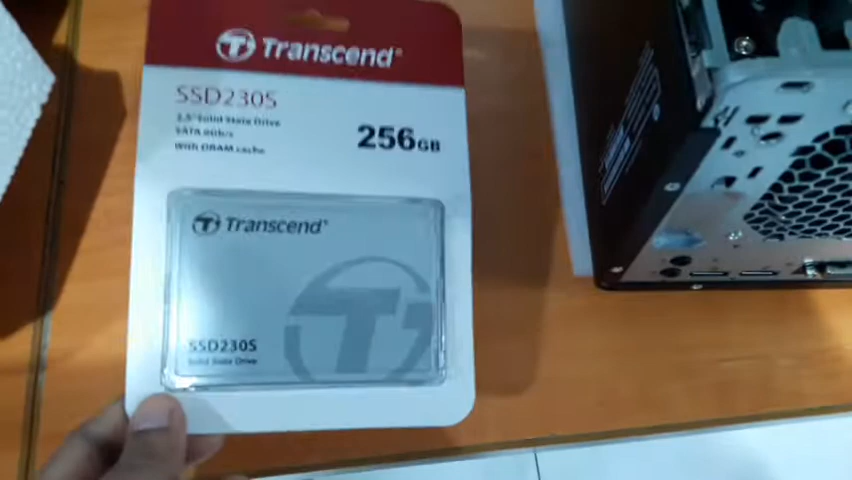 Transcend®
SSD230S
2.5" Solid State Drive
SATA 6Gb/s
With DRAM cache
256GB
Transcend®
SSD230S
Solid State Drive